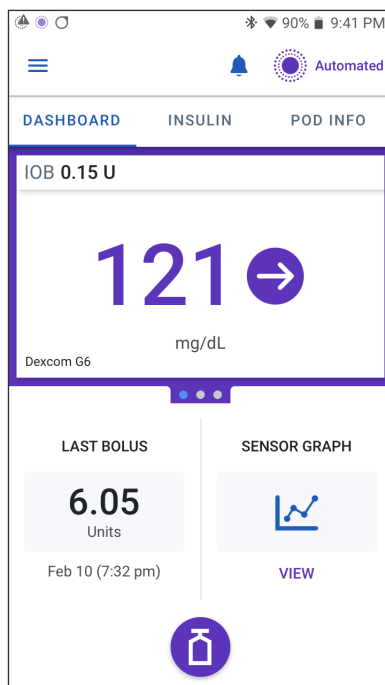 90% 9:41 PM
Automated
DASHBOARD INSULIN POD INFO
IOB 0.15 U
121
mg/dL
Dexcom G6
LAST BOLUS SENSOR GRAPH
6.05
Units
Feb 10 (7:32 pm) VIEW